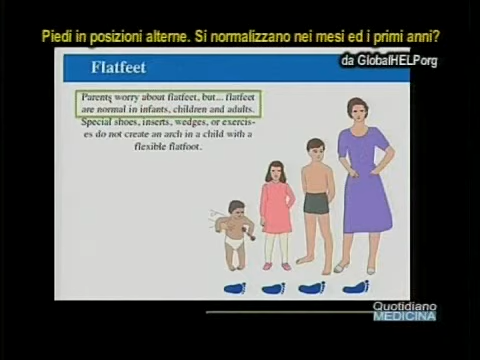 Piedi in posizioni alterne. Si normalizzano nei mesi ed i primi anni?
da GlobalHELPorg
Flatfeet
Parents worry about flatfeet, but... flatfeet
are normal in infants, children and adults.
Special shoes, inserts, wedges, or exercis-
es do not create an arch in a child with a
flexible flatfoot.
Quotidiano
MEDICINA